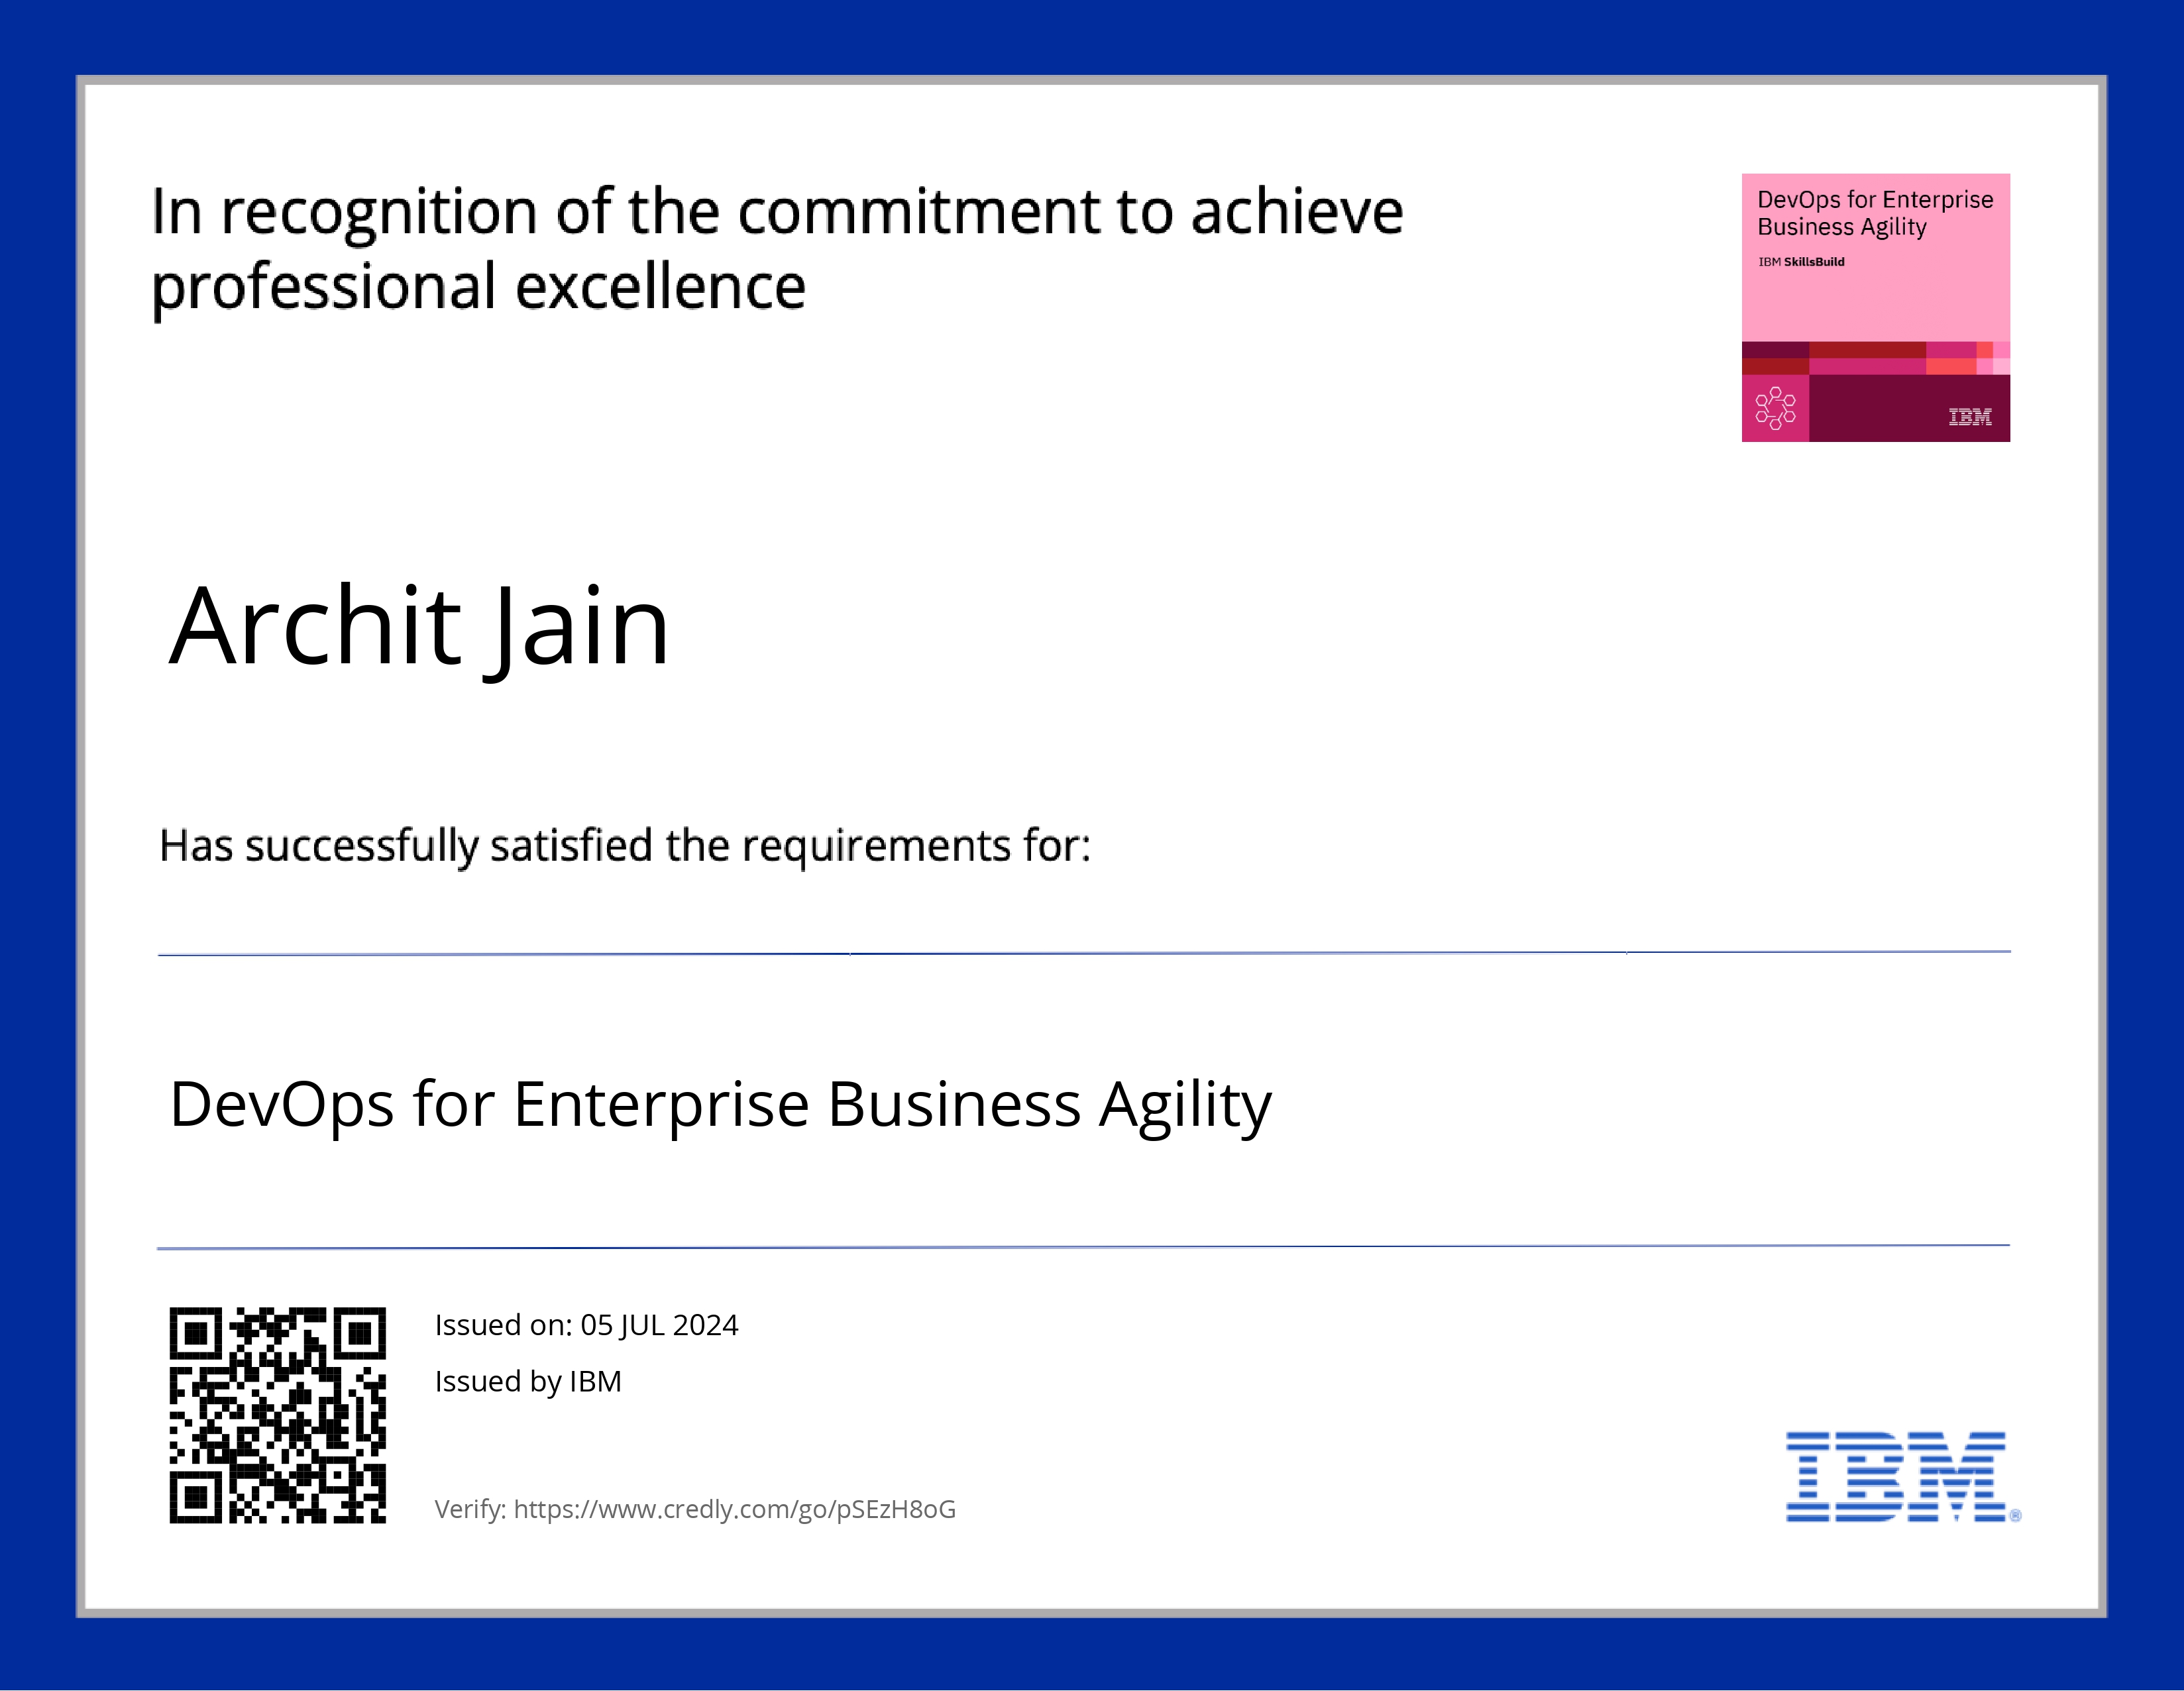 In recognition of the commitment to achieve
professional excellence
DevOps for Enterprise
Business Agility
IBM SkillsBuild
IBM
Archit Jain
Has successfully satisfied the requirements for:
DevOps for Enterprise Business Agility
Issued on: 05 JUL 2024
Issued by IBM
Verify: https://www.credly.com/go/pSEzH8oG
IBM®